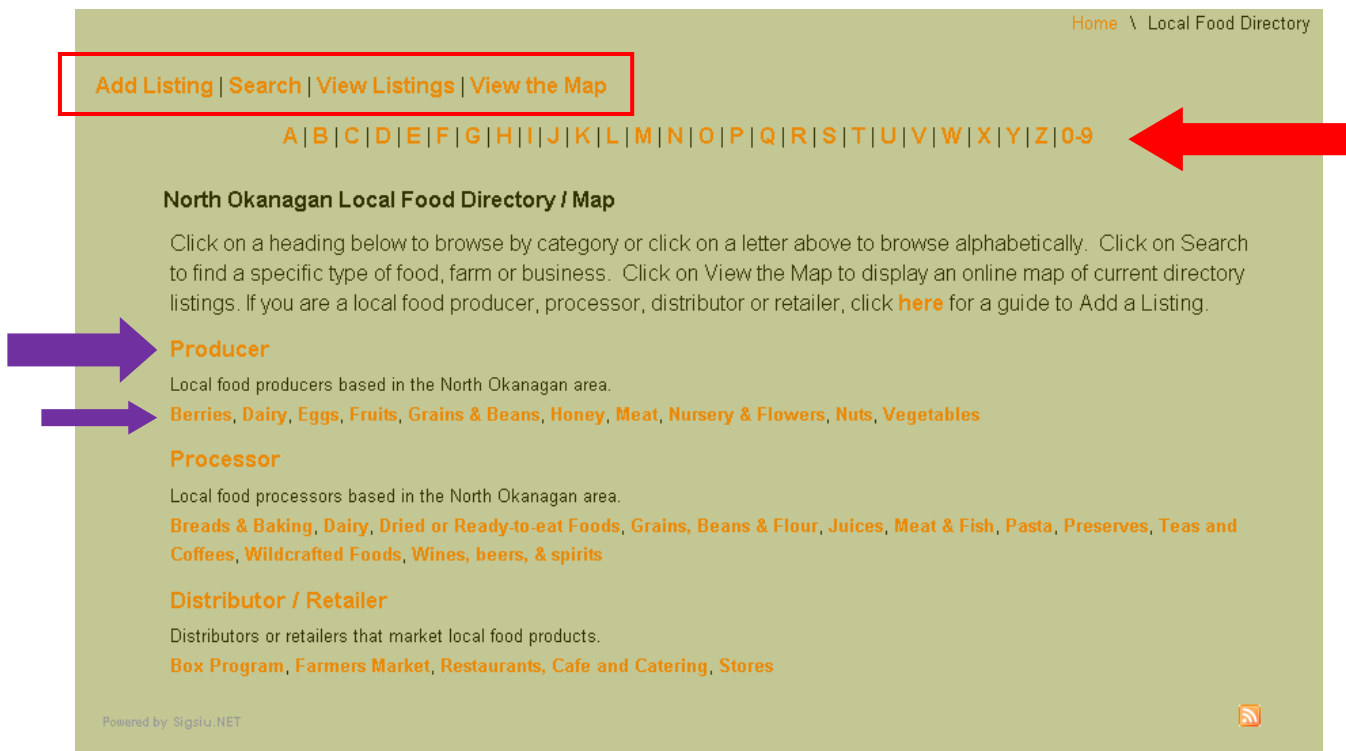 Home \ Local Food Directory
Add Listing | Search | View Listings | View the Map
A | B | C | D | E | F | G | H | I | J | K | L | M | N | O | P | Q | R | S | T | U | V | W | X | Y | Z | 0-9
North Okanagan Local Food Directory / Map
Click on a heading below to browse by category or click on a letter above to browse alphabetically. Click on Search
to find a specific type of food, farm or business. Click on View the Map to display an online map of current directory
listings. If you are a local food producer, processor, distributor or retailer, click here for a guide to Add a Listing.
Producer
Local food producers based in the North Okanagan area.
Berries, Dairy, Eggs, Fruits, Grains & Beans, Honey, Meat, Nursery & Flowers, Nuts, Vegetables
Processor
Local food processors based in the North Okanagan area.
Breads & Baking, Dairy, Dried or Ready-to-eat Foods, Grains, Beans & Flour, Juices, Meat & Fish, Pasta, Preserves, Teas and
Coffees, Wildcrafted Foods, Wines, beers, & spirits
Distributor / Retailer
Distributors or retailers that market local food products.
Box Program, Farmers Market, Restaurants, Cafe and Catering, Stores
Powered by Sigsiu.NET